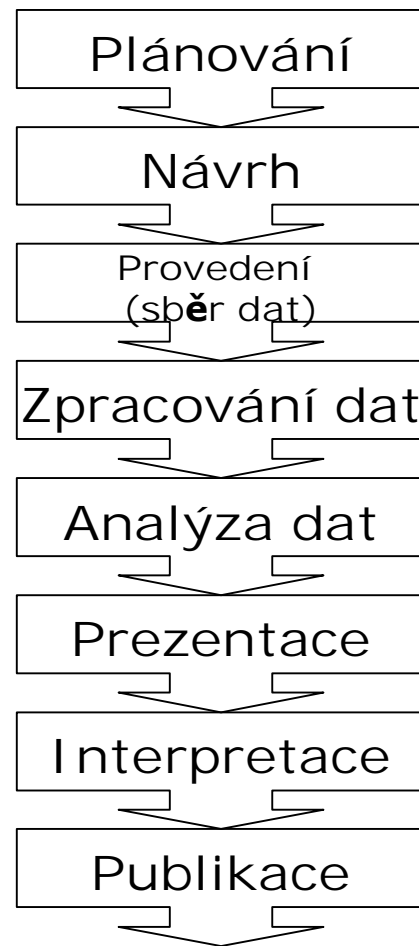 Plánování
Návrh
Provedení
(sběr dat)
Zpracování dat
Analýza dat
Prezentace
Interpretace
Publikace